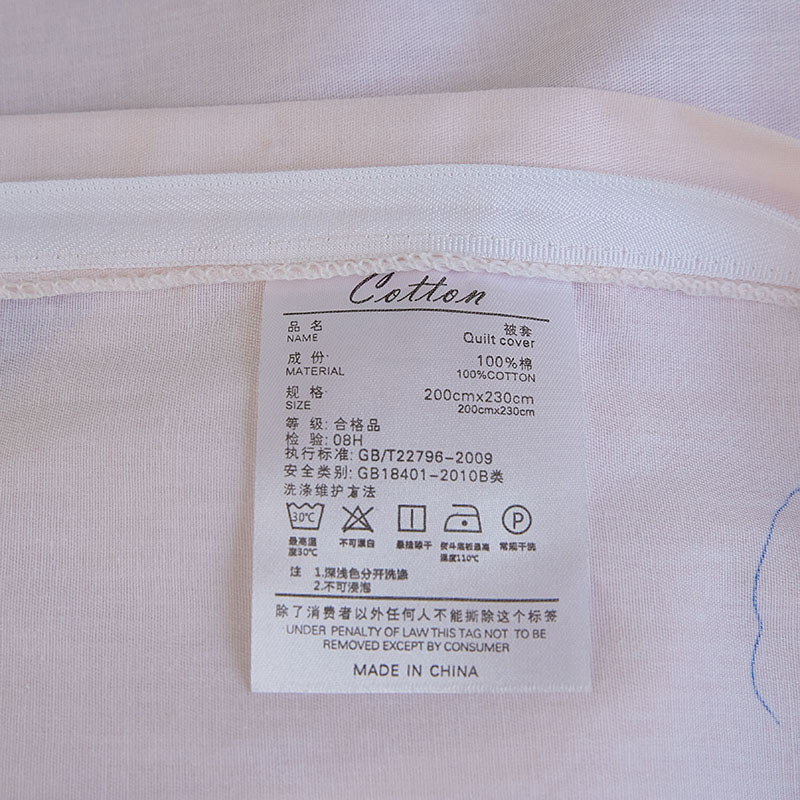 Cotton
品 名 被套
NAME Quilt cover
成 份: 100%棉
MATERIAL 100%COTTON
规 格: 200cmx230cm
SIZE 200cmx230cm
等 级: 合格品
检 验: 08H
执行标准: GB/T22796-2009
安全类别: GB18401-2010B类
洗涤维护方法
30℃ P
最高温 不可漂白 悬挂晾干 熨斗底板最高 常规干洗
度30℃ 温度110℃
注 1.深浅色分开洗涤
2.不可浸泡
除了消费者以外任何人不能撕除这个标签
UNDER PENALTY OF LAW THIS TAG NOT TO BE
REMOVED EXCEPT BY CONSUMER
MADE IN CHINA